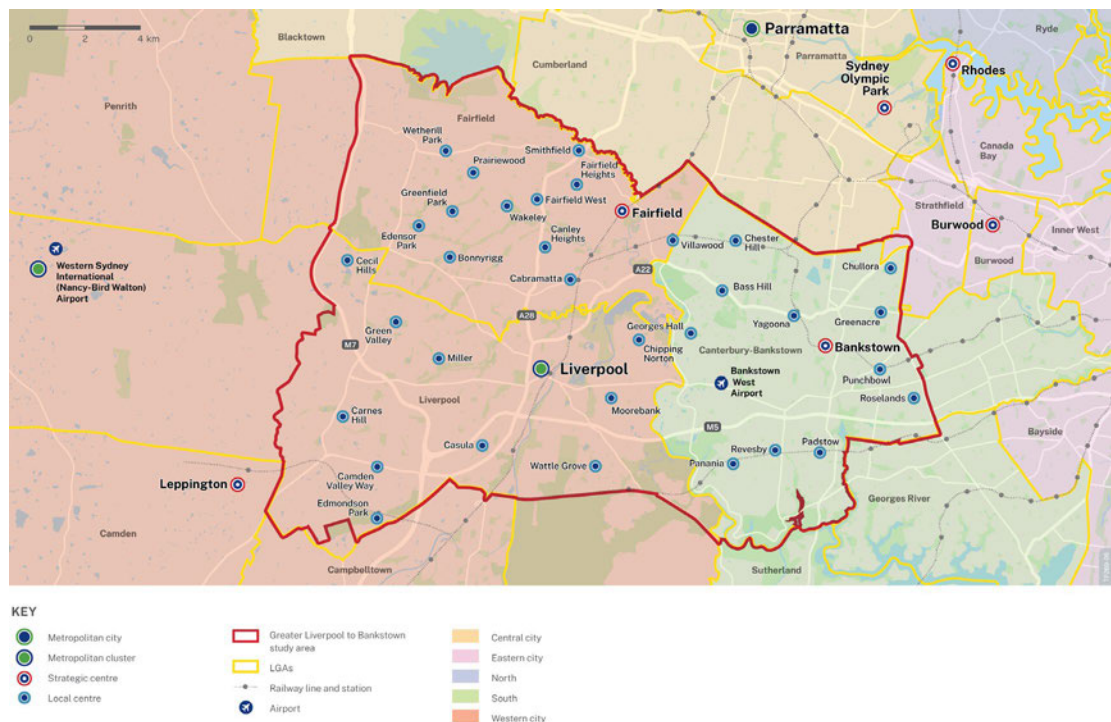 0 2 4 km
Blacktown
Parramatta
Ryde
Cumberland
Parramatta
Sydney
Olympic
Park
Rhodes
Penrith
Fairfield
Wetherill
Park
Smithfield
Canada
Bay
Prairiewood
Fairfield
Heights
Greenfield
Park
Fairfield West
Strathfield
Wakeley
Fairfield
Burwood
Inner West
Edensor
Park
Canley
Heights
Villawood
Chester
Hill
Western Sydney
International
(Nancy-Bird Walton)
Airport
Cecil
Hills
Bonnyrigg
Burwood
Chullora
Cabramatta
A22
Bass Hill
Green
Valley
A28
Georges Hall
Yagoona
Greenacre
M7
Chipping
Norton
Canterbury-Bankstown
Bankstown
Miller
Liverpool
Bankstown
West
Airport
Punchbowl
Liverpool
Moorebank
Roselands
Carnes
Hill
M5
Bayside
Casula
Revesby
Padstow
Wattle Grove
Panania
Leppington
Camden
Valley Way
Georges River
Edmondson
Park
Camden
Campbelltown
Sutherland
KEY
Metropolitan city
Metropolitan cluster
Strategic centre
Local centre
Greater Liverpool to Bankstown
study area
LGAs
Railway line and station
Airport
Central city
Eastern city
North
South
Western city